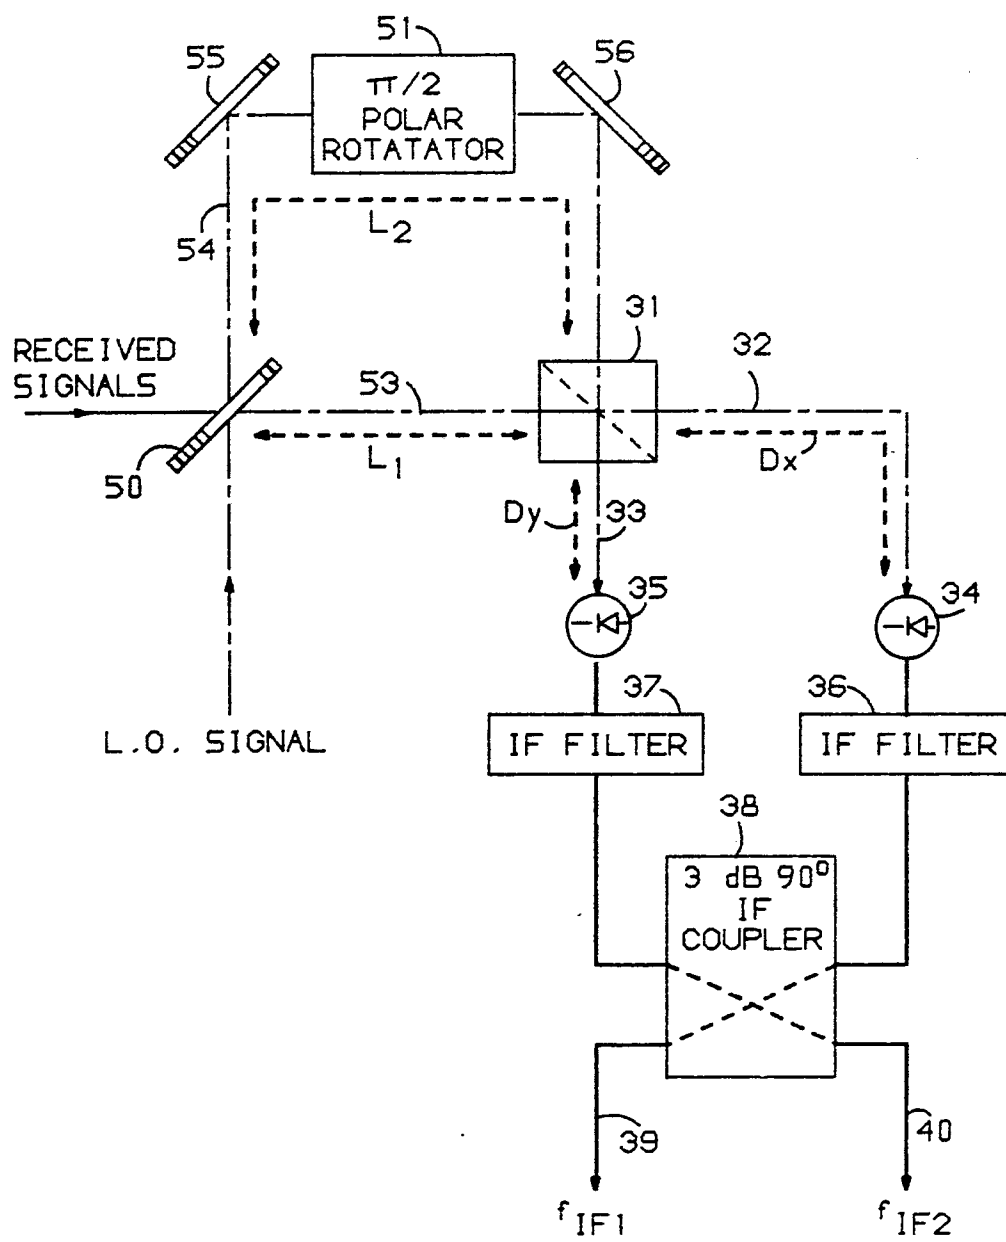 51
55
56
π/2
POLAR
ROTATATOR
54
L2
31
32
RECEIVED
SIGNALS
53
50
L1
Dx
Dy
33
35
34
37
36
L.O. SIGNAL
IF FILTER
IF FILTER
38
3 dB 90°
IF
COUPLER
39
40
fIF1
fIF2